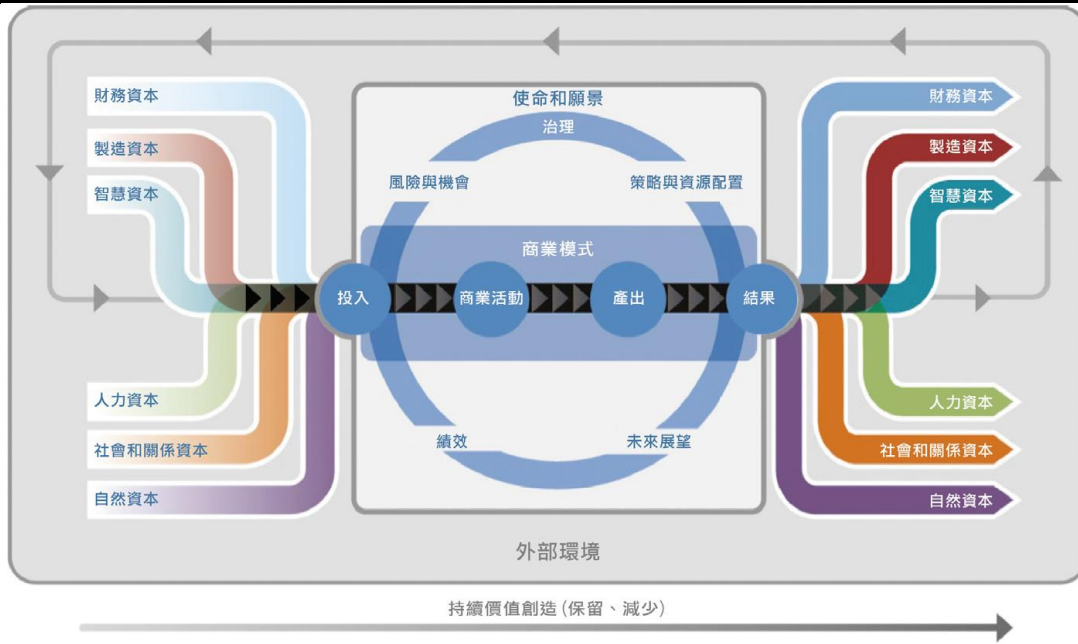 財務資本
製造資本
智慧資本
人力資本
社會和關係資本
自然資本
使命和願景
治理
風險與機會
策略與資源配置
商業模式
投入
商業活動
產出
結果
績效
未來展望
財務資本
製造資本
智慧資本
人力資本
社會和關係資本
自然資本
外部環境
持續價值創造(保留、減少)